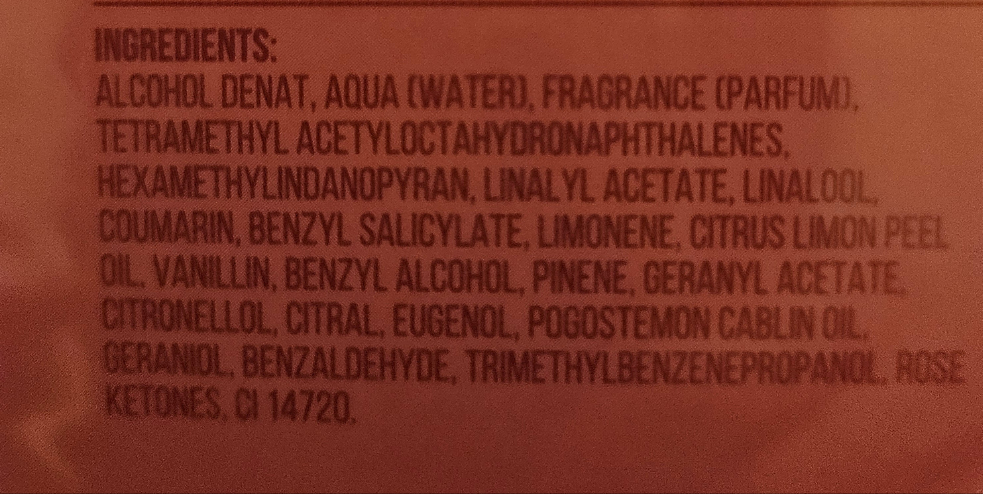 INGREDIENTS:
ALCOHOL DENAT, AQUA (WATER), FRAGRANCE (PARFUM),
TETRAMETHYL ACETYLOCTAHYDRONAPHTHALENES,
HEXAMETHYLINDANOPYRAN, LINALYL ACETATE, LINALOOL,
COUMARIN, BENZYL SALICYLATE, LIMONENE, CITRUS LIMON PEEL
OIL, VANILLIN, BENZYL ALCOHOL, PINENE, GERANYL ACETATE,
CITRONELLOL, CITRAL, EUGENOL, POGOSTEMON CABLIN OIL,
GERANIOL, BENZALDEHYDE, TRIMETHYLBENZENEPROPANOL, ROSE
KETONES, CI 14720.